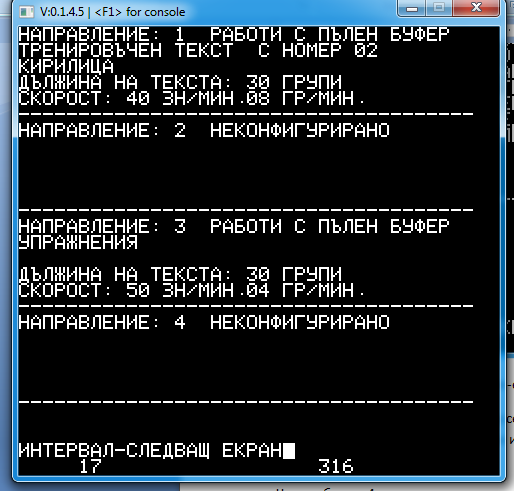 V:0.1.4.5 | <F1> for console
НАПРАВЛЕНИЕ: 1 РАБОТИ С ПЪЛЕН БУФЕР
ТРЕНИРОВЪЧЕН ТЕКСТ С НОМЕР 02
КИРИЛИЦА
ДЪЛЖИНА НА ТЕКСТА: 30 ГРУПИ
СКОРОСТ: 40 ЗН/МИН.08 ГР/МИН.
НАПРАВЛЕНИЕ: 2 НЕКОНФИГУРИРАНО
НАПРАВЛЕНИЕ: 3 РАБОТИ С ПЪЛЕН БУФЕР
УПРАЖНЕНИЯ
ДЪЛЖИНА НА ТЕКСТА: 30 ГРУПИ
СКОРОСТ: 50 ЗН/МИН.04 ГР/МИН.
НАПРАВЛЕНИЕ: 4 НЕКОНФИГУРИРАНО
ИНТЕРВАЛ-СЛЕДВАЩ ЕКРАН
17 316